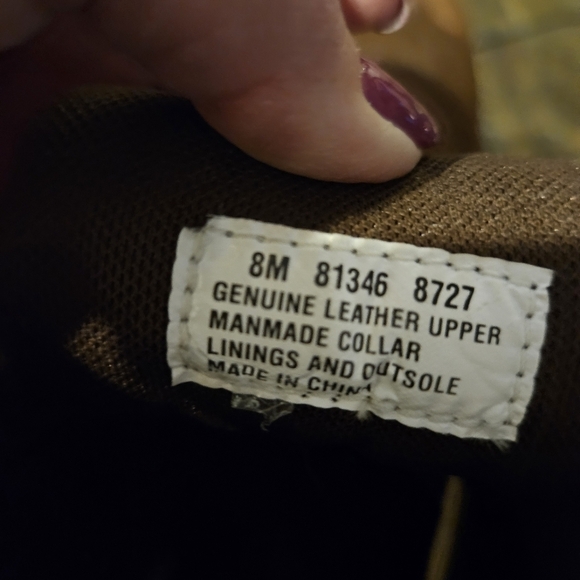 8M 81346 8727
GENUINE LEATHER UPPER
MANMADE COLLAR
LININGS AND OUTSOLE
MADE IN CHINA